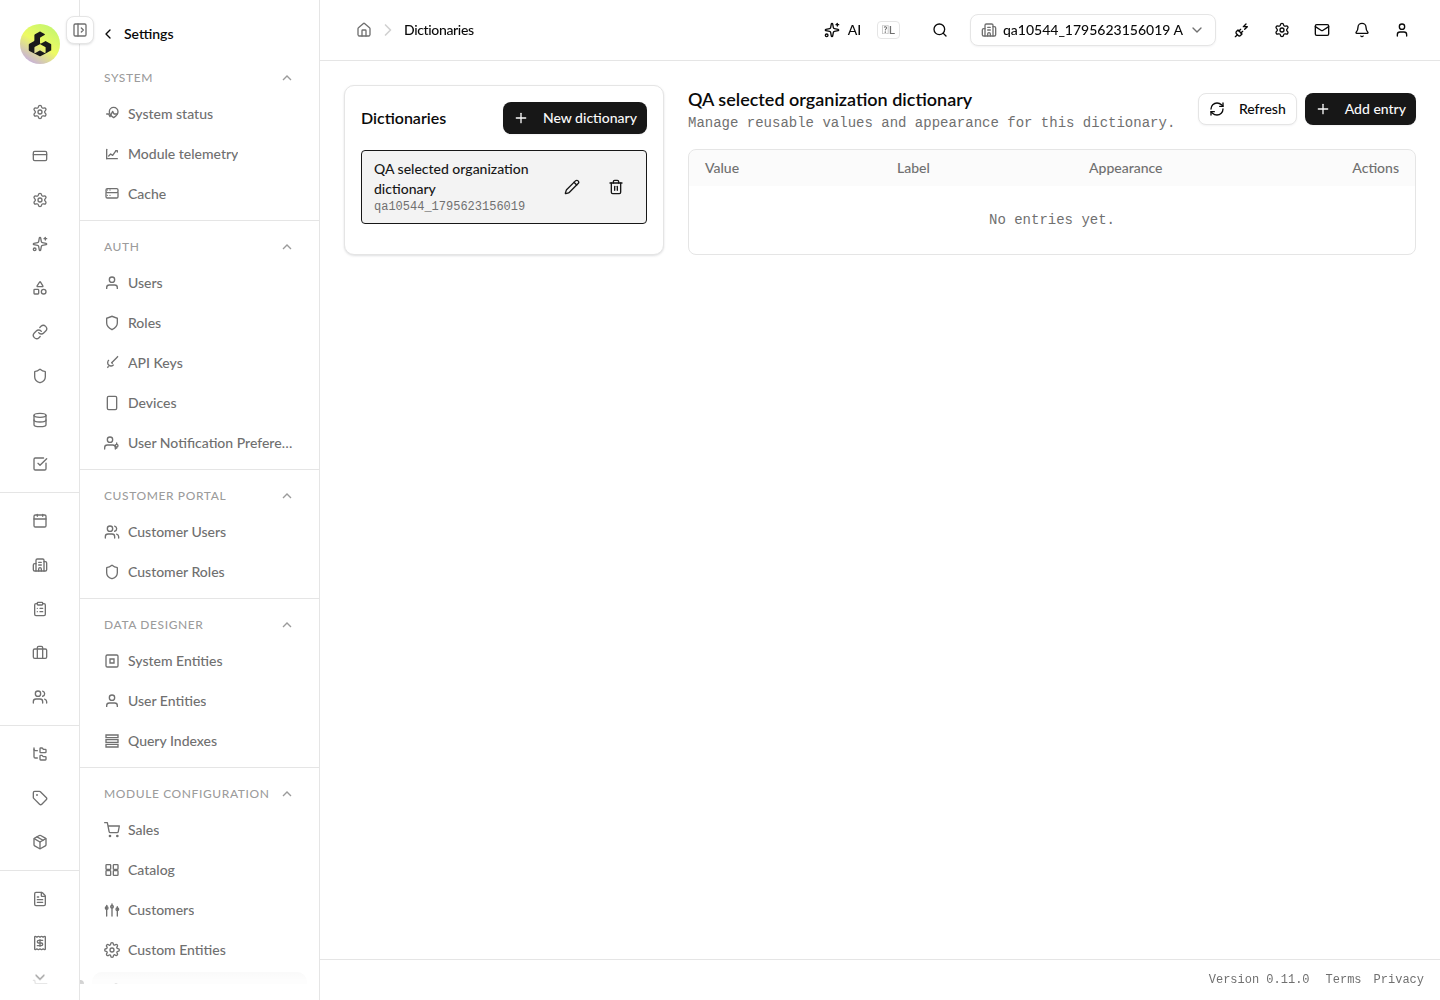 Settings
SYSTEM
System status
Module telemetry
Cache
AUTH
Users
Roles
API Keys
Devices
User Notification Prefere...
CUSTOMER PORTAL
Customer Users
Customer Roles
DATA DESIGNER
System Entities
User Entities
Query Indexes
MODULE CONFIGURATION
Sales
Catalog
Customers
Custom Entities
Dictionaries
AI
L
qa10544_1795623156019 A
Dictionaries
New dictionary
QA selected organization
dictionary
qa10544_1795623156019
QA selected organization dictionary
Manage reusable values and appearance for this dictionary.
Refresh
Add entry
Value Label Appearance Actions
No entries yet.
Version 0.11.0 Terms Privacy